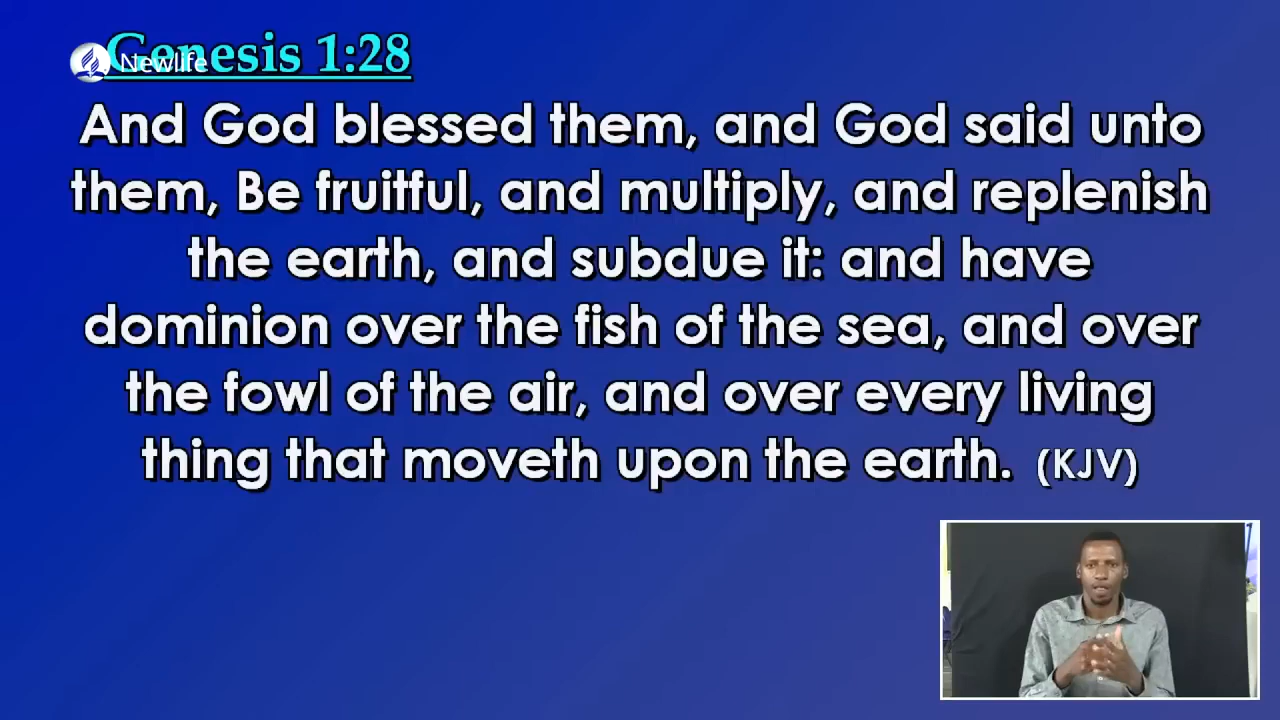 Genesis 1:28
Newlife
And God blessed them, and God said unto
them, Be fruitful, and multiply, and replenish
the earth, and subdue it: and have
dominion over the fish of the sea, and over
the fowl of the air, and over every living
thing that moveth upon the earth. (KJV)